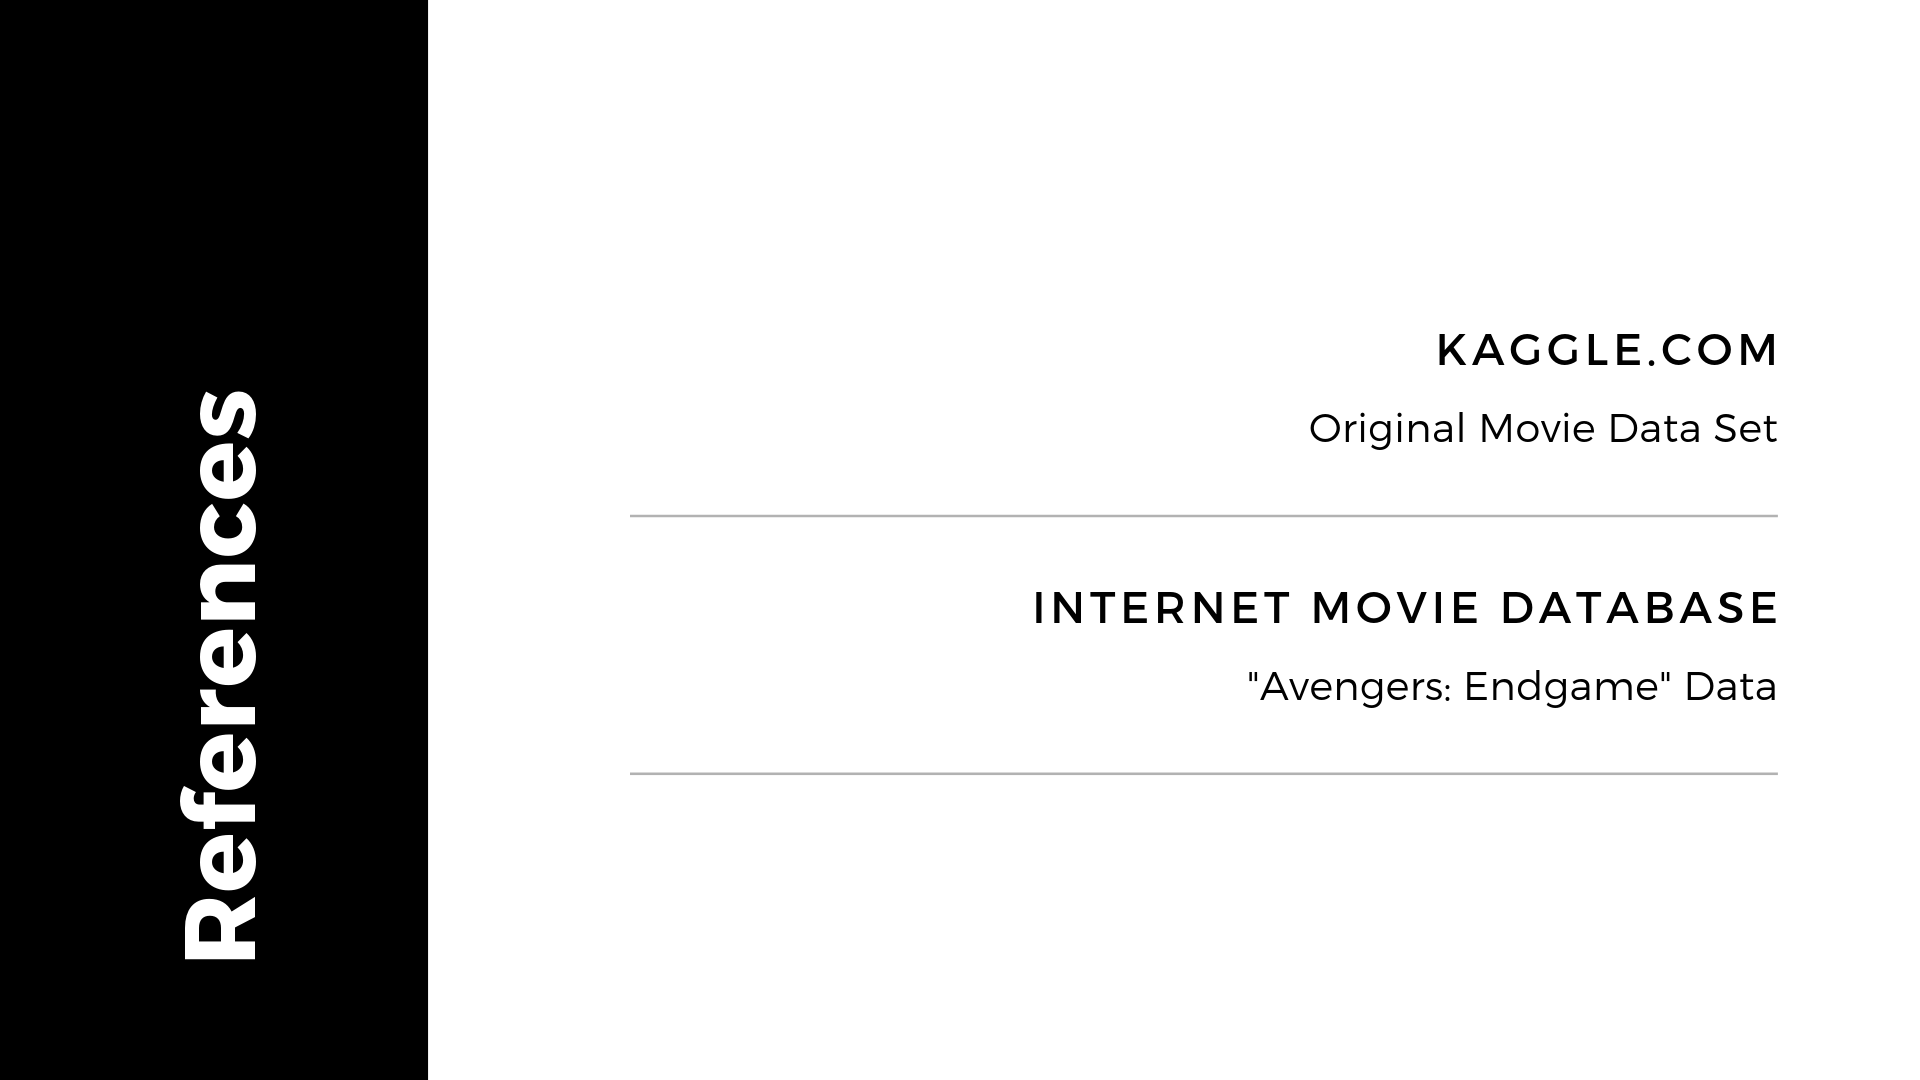 References
KAGGLE.COM
Original Movie Data Set
INTERNET MOVIE DATABASE
"Avengers: Endgame" Data